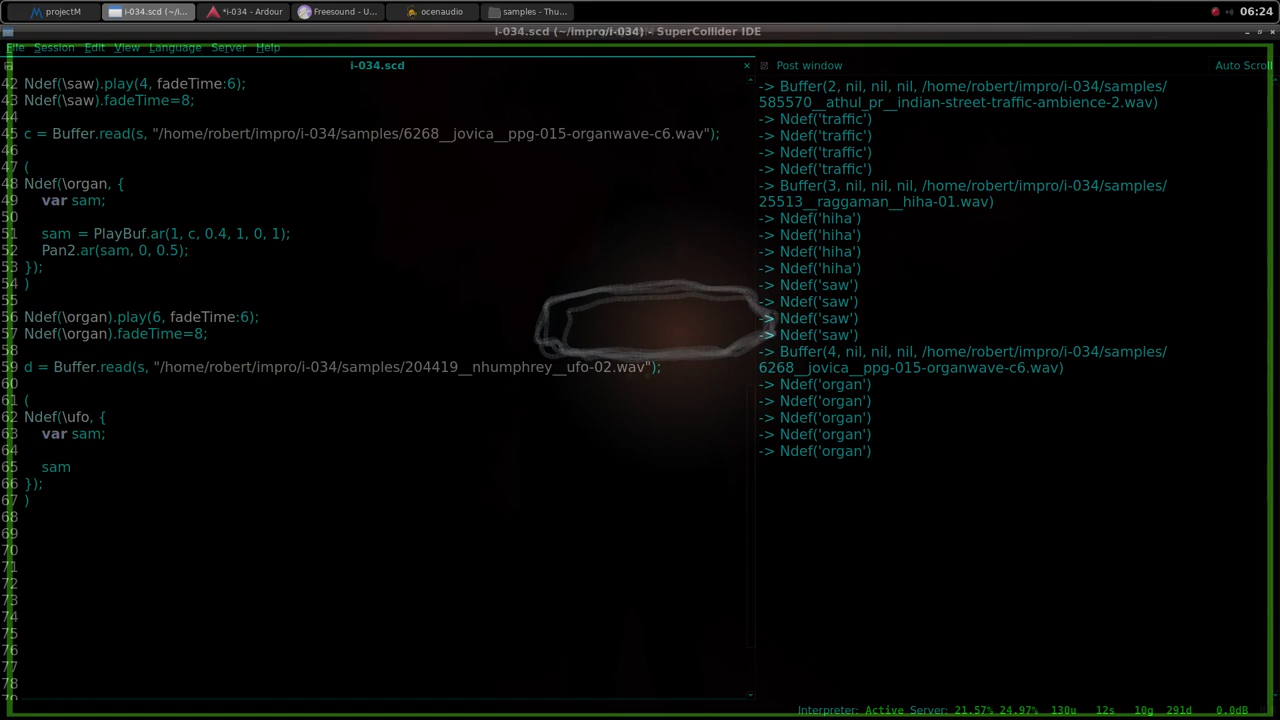 projectM
i-034.scd (~/i...
*i-034 - Ardour
Freesound - U...
ocenaudio
samples - Thu...
06:24
i-034.scd (~/impro/i-034) - SuperCollider IDE
File Session Edit View Language Server Help
i-034.scd
Post window
Auto Scroll
42 Ndef(\saw).play(4, fadeTime:6);
43 Ndef(\saw).fadeTime=8;
44
45 c = Buffer.read(s, "/home/robert/impro/i-034/samples/6268__jovica__ppg-015-organwave-c6.wav");
46
47 (
48 Ndef(\organ, {
49 var sam;
50
51 sam = PlayBuf.ar(1, c, 0.4, 1, 0, 1);
52 Pan2.ar(sam, 0, 0.5);
53 });
54 )
55
56 Ndef(\organ).play(6, fadeTime:6);
57 Ndef(\organ).fadeTime=8;
58
59 d = Buffer.read(s, "/home/robert/impro/i-034/samples/204419__nhumphrey__ufo-02.wav");
60
61 (
62 Ndef(\ufo, {
63 var sam;
64
65 sam
66 });
67 )
68
69
70
71
72
73
74
75
76
77
78
79
-> Buffer(2, nil, nil, nil, /home/robert/impro/i-034/samples/
585570__athul_pr__indian-street-traffic-ambience-2.wav)
-> Ndef('traffic')
-> Ndef('traffic')
-> Ndef('traffic')
-> Ndef('traffic')
-> Buffer(3, nil, nil, nil, /home/robert/impro/i-034/samples/
25513__raggaman__hiha-01.wav)
-> Ndef('hiha')
-> Ndef('hiha')
-> Ndef('hiha')
-> Ndef('hiha')
-> Ndef('saw')
-> Ndef('saw')
-> Ndef('saw')
-> Ndef('saw')
-> Buffer(4, nil, nil, nil, /home/robert/impro/i-034/samples/
6268__jovica__ppg-015-organwave-c6.wav)
-> Ndef('organ')
-> Ndef('organ')
-> Ndef('organ')
-> Ndef('organ')
-> Ndef('organ')
Interpreter: Active Server: 21.57% 24.97% 130u 12s 10g 291d 0.0dB